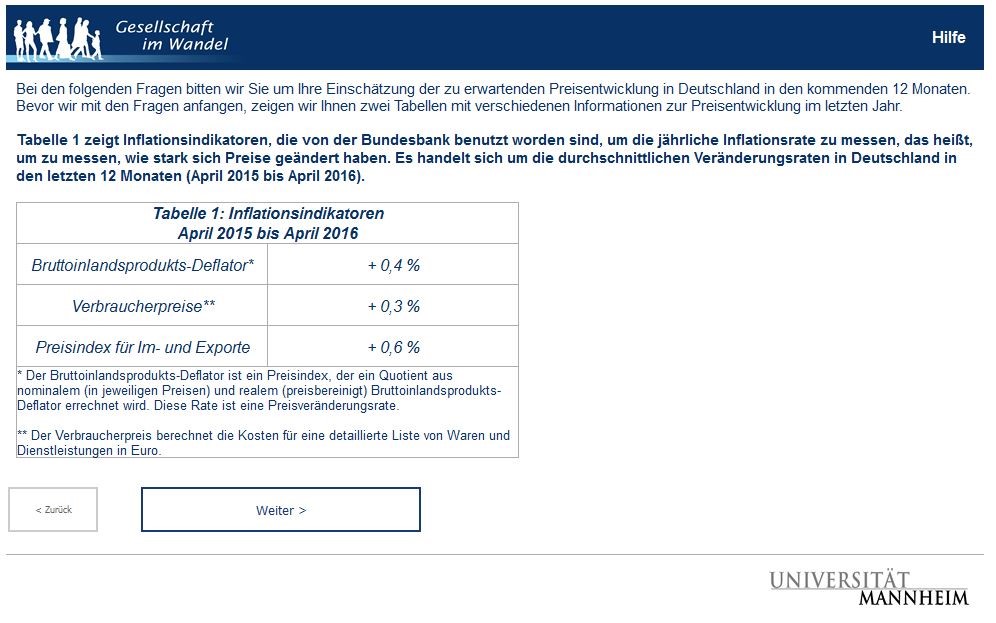 Gesellschaft
im Wandel
Hilfe
Bei den folgenden Fragen bitten wir Sie um Ihre Einschätzung der zu erwartenden Preisentwicklung in Deutschland in den kommenden 12 Monaten.
Bevor wir mit den Fragen anfangen, zeigen wir Ihnen zwei Tabellen mit verschiedenen Informationen zur Preisentwicklung im letzten Jahr.
Tabelle 1 zeigt Inflationsindikatoren, die von der Bundesbank benutzt worden sind, um die jährliche Inflationsrate zu messen, das heißt,
um zu messen, wie stark sich Preise geändert haben. Es handelt sich um die durchschnittlichen Veränderungsraten in Deutschland in
den letzten 12 Monaten (April 2015 bis April 2016).
Tabelle 1: Inflationsindikatoren
April 2015 bis April 2016
Bruttoinlandsprodukts-Deflator* + 0,4 %
Verbraucherpreise** + 0,3 %
Preisindex für Im- und Exporte + 0,6 %
* Der Bruttoinlandsprodukts-Deflator ist ein Preisindex, der ein Quotient aus
nominalem (in jeweiligen Preisen) und realem (preisbereinigt) Bruttoinlandsprodukts-
Deflator errechnet wird. Diese Rate ist eine Preisveränderungsrate.
** Der Verbraucherpreis berechnet die Kosten für eine detaillierte Liste von Waren und
Dienstleistungen in Euro.
< Zurück
Weiter >
UNIVERSITÄT
MANNHEIM